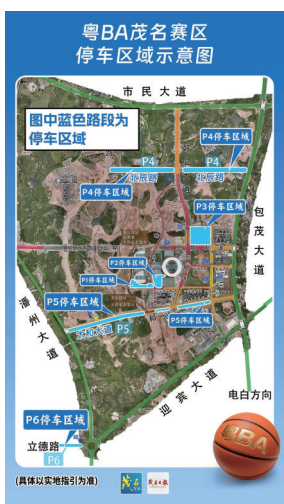 粤BA茂名赛区
停车区域示意图
市民大道
图中蓝色路段为
停车区域
P4停车区域
P4
P4
P4停车区域
北辰路
北辰路
P3停车区域
包茂大道
P2停车区域
P1停车区域
P5停车区域
P5
P5停车区域
潘州大道
迎宾大道
电白方向
P6停车区域
立德路
P6
粤BA
(具体以实地指引为准)
茂名日报